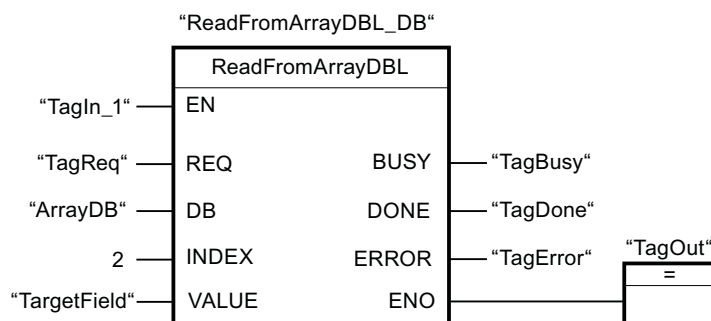 “ReadFromArrayDBL_DB“
ReadFromArrayDBL
“TagIn_1“ EN
“TagReq“ REQ BUSY “TagBusy“
“ArrayDB“ DB DONE “TagDone“
2 INDEX ERROR “TagError“ “TagOut“
=
“TargetField“ VALUE ENO